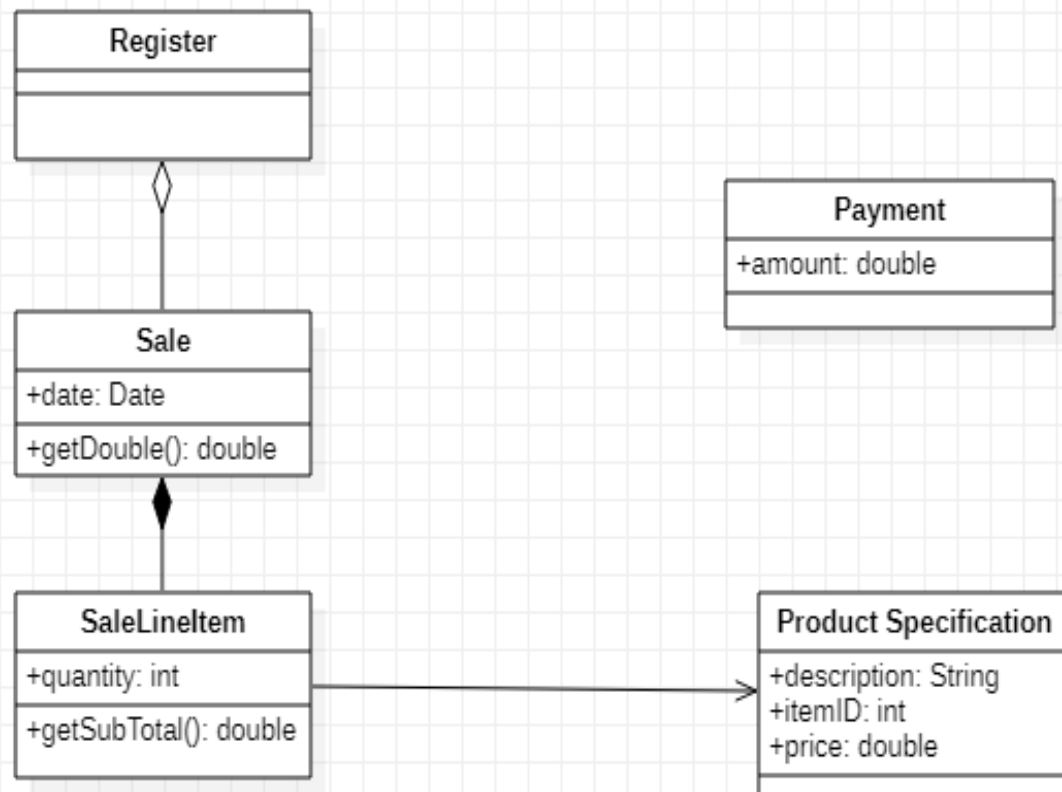 Register
Payment
+amount: double
Sale
+date: Date
+getDouble(): double
SaleLineItem
+quantity: int
+getSubTotal(): double
Product Specification
+description: String
+itemID: int
+price: double